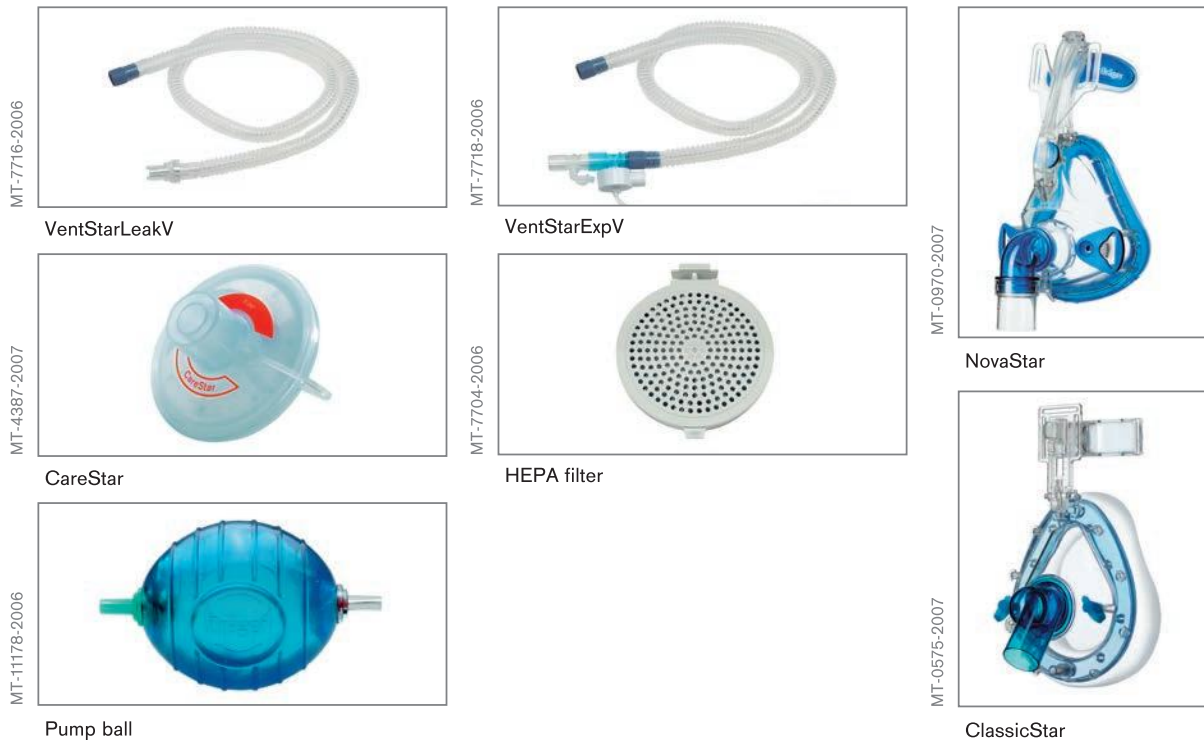 MT-7716-2006
VentStarLeakV
MT-7718-2006
VentStarExpV
MT-0970-2007
Dräger
NovaStar
MT-4387-2007
CareStar
CareStar
MT-7704-2006
HEPA filter
MT-11178-2006
Pump ball
MT-0575-2007
ClassicStar